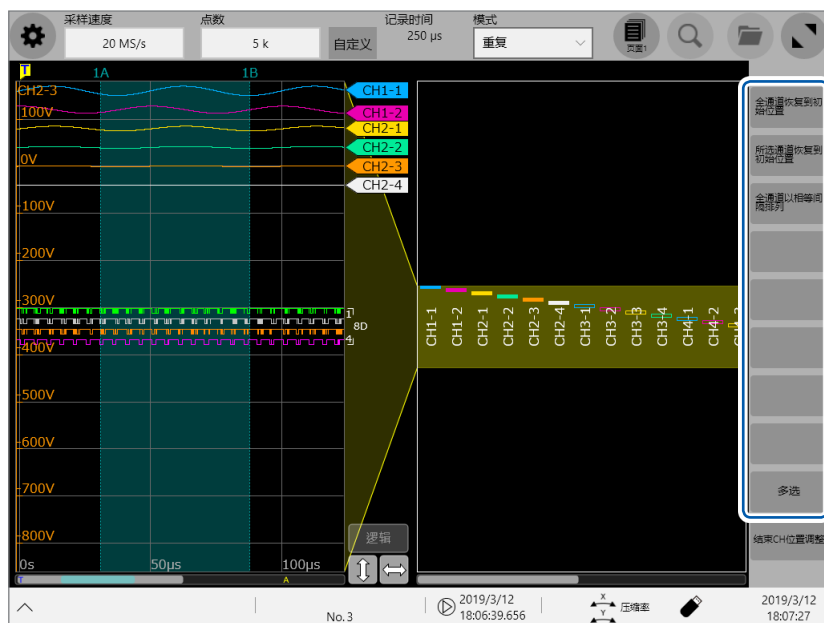 采样速度
点数
记录时间
模式
20 MS/s
5 k
自定义
250 μs
重复
页面1
T
1A
1B
CH2-3
100V
0V
-100V
-200V
-300V
-400V
-500V
-600V
-700V
-800V
0s
50μs
100μs
CH1-1
CH1-2
CH2-1
CH2-2
CH2-3
CH2-4
1
8D
4
逻辑
T
A
CH1-1
CH1-2
CH2-1
CH2-2
CH2-3
CH2-4
CH3-1
CH3-2
CH3-3
CH3-4
CH4-1
CH4-2
全通道恢复到初
始位置
所选通道恢复到
初始位置
全通道以相等间
隔排列
多选
结束CH位置调整
No.3
2019/3/12
18:06:39.656
X
Y
压缩率
2019/3/12
18:07:27